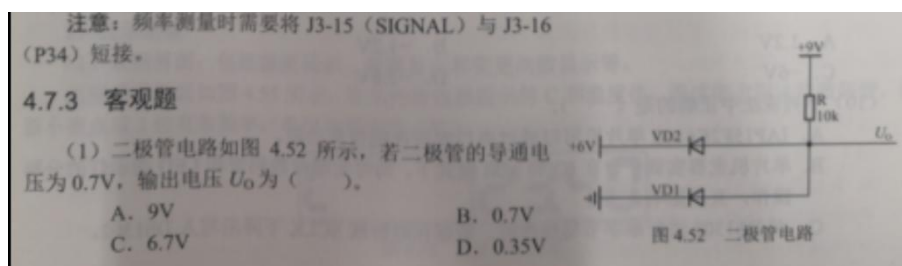 注意：频率测量时需要将 J3-15（SIGNAL）与 J3-16
（P34）短接。
4.7.3 客观题
（1）二极管电路如图 4.52 所示，若二极管的导通电
压为 0.7V，输出电压 Uo为（ ）。
A．9V
B．0.7V
C．6.7V
D．0.35V
+9V
R
10k
+6V
VD2
Uo
VD1
图 4.52 二极管电路